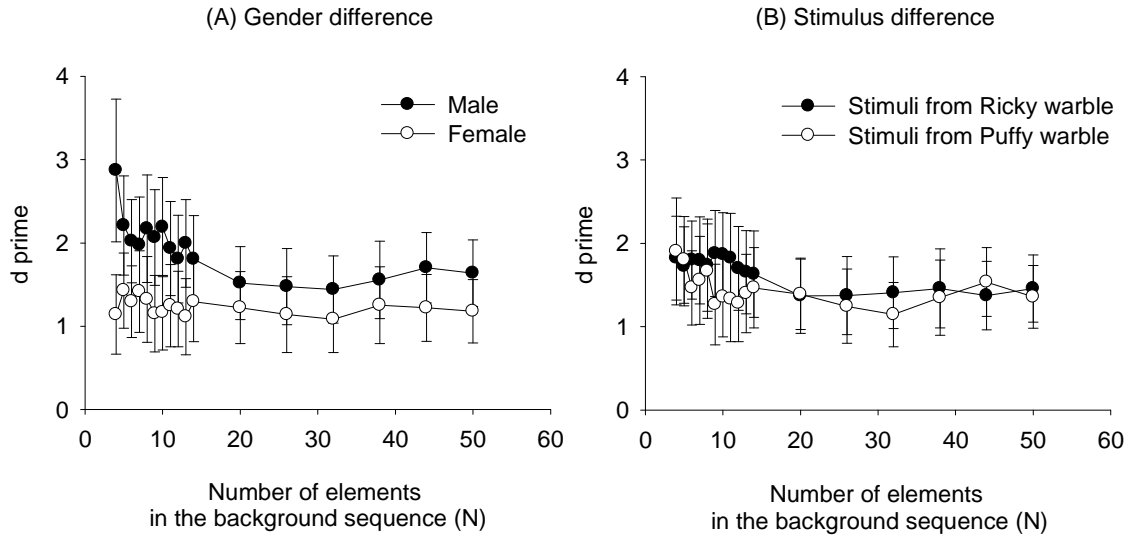 (A) Gender difference
4
3
2
1
0
d prime
Male
Female
0 10 20 30 40 50 60
Number of elements
in the background sequence (N)
(B) Stimulus difference
4
3
2
1
0
d prime
Stimuli from Ricky warble
Stimuli from Puffy warble
0 10 20 30 40 50 60
Number of elements
in the background sequence (N)